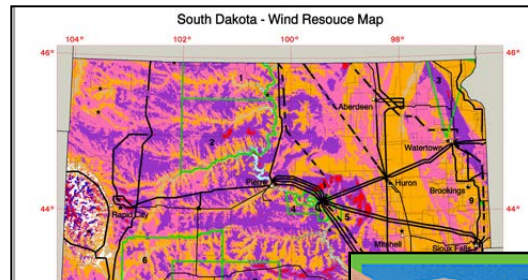 South Dakota - Wind Resouce Map
104° 102° 100° 98°
46° 46°
1
3
Aberdeen
2
Watertown
Pierre
Huron
Brookings
44° 44°
Rapid City
5
9
Mitchell
Sioux Falls
6